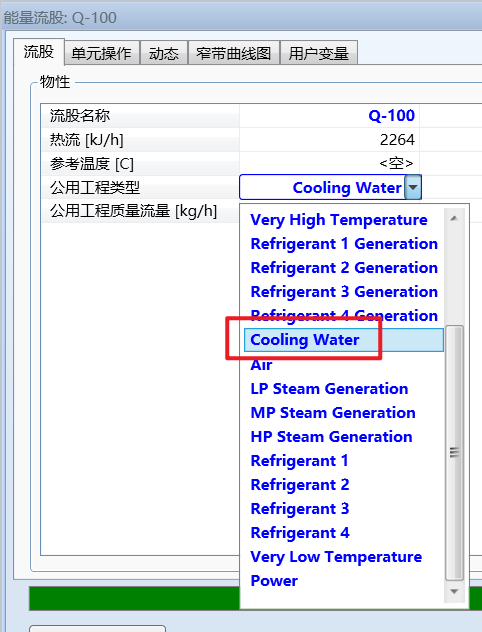 能量流股: Q-100
流股 单元操作 动态 窄带曲线图 用户变量
物性
流股名称 Q-100
热流 [kJ/h] 2264
参考温度 [C] <空>
公用工程类型 Cooling Water
公用工程质量流量 [kg/h]
Very High Temperature
Refrigerant 1 Generation
Refrigerant 2 Generation
Refrigerant 3 Generation
Refrigerant 4 Generation
Cooling Water
Air
LP Steam Generation
MP Steam Generation
HP Steam Generation
Refrigerant 1
Refrigerant 2
Refrigerant 3
Refrigerant 4
Very Low Temperature
Power